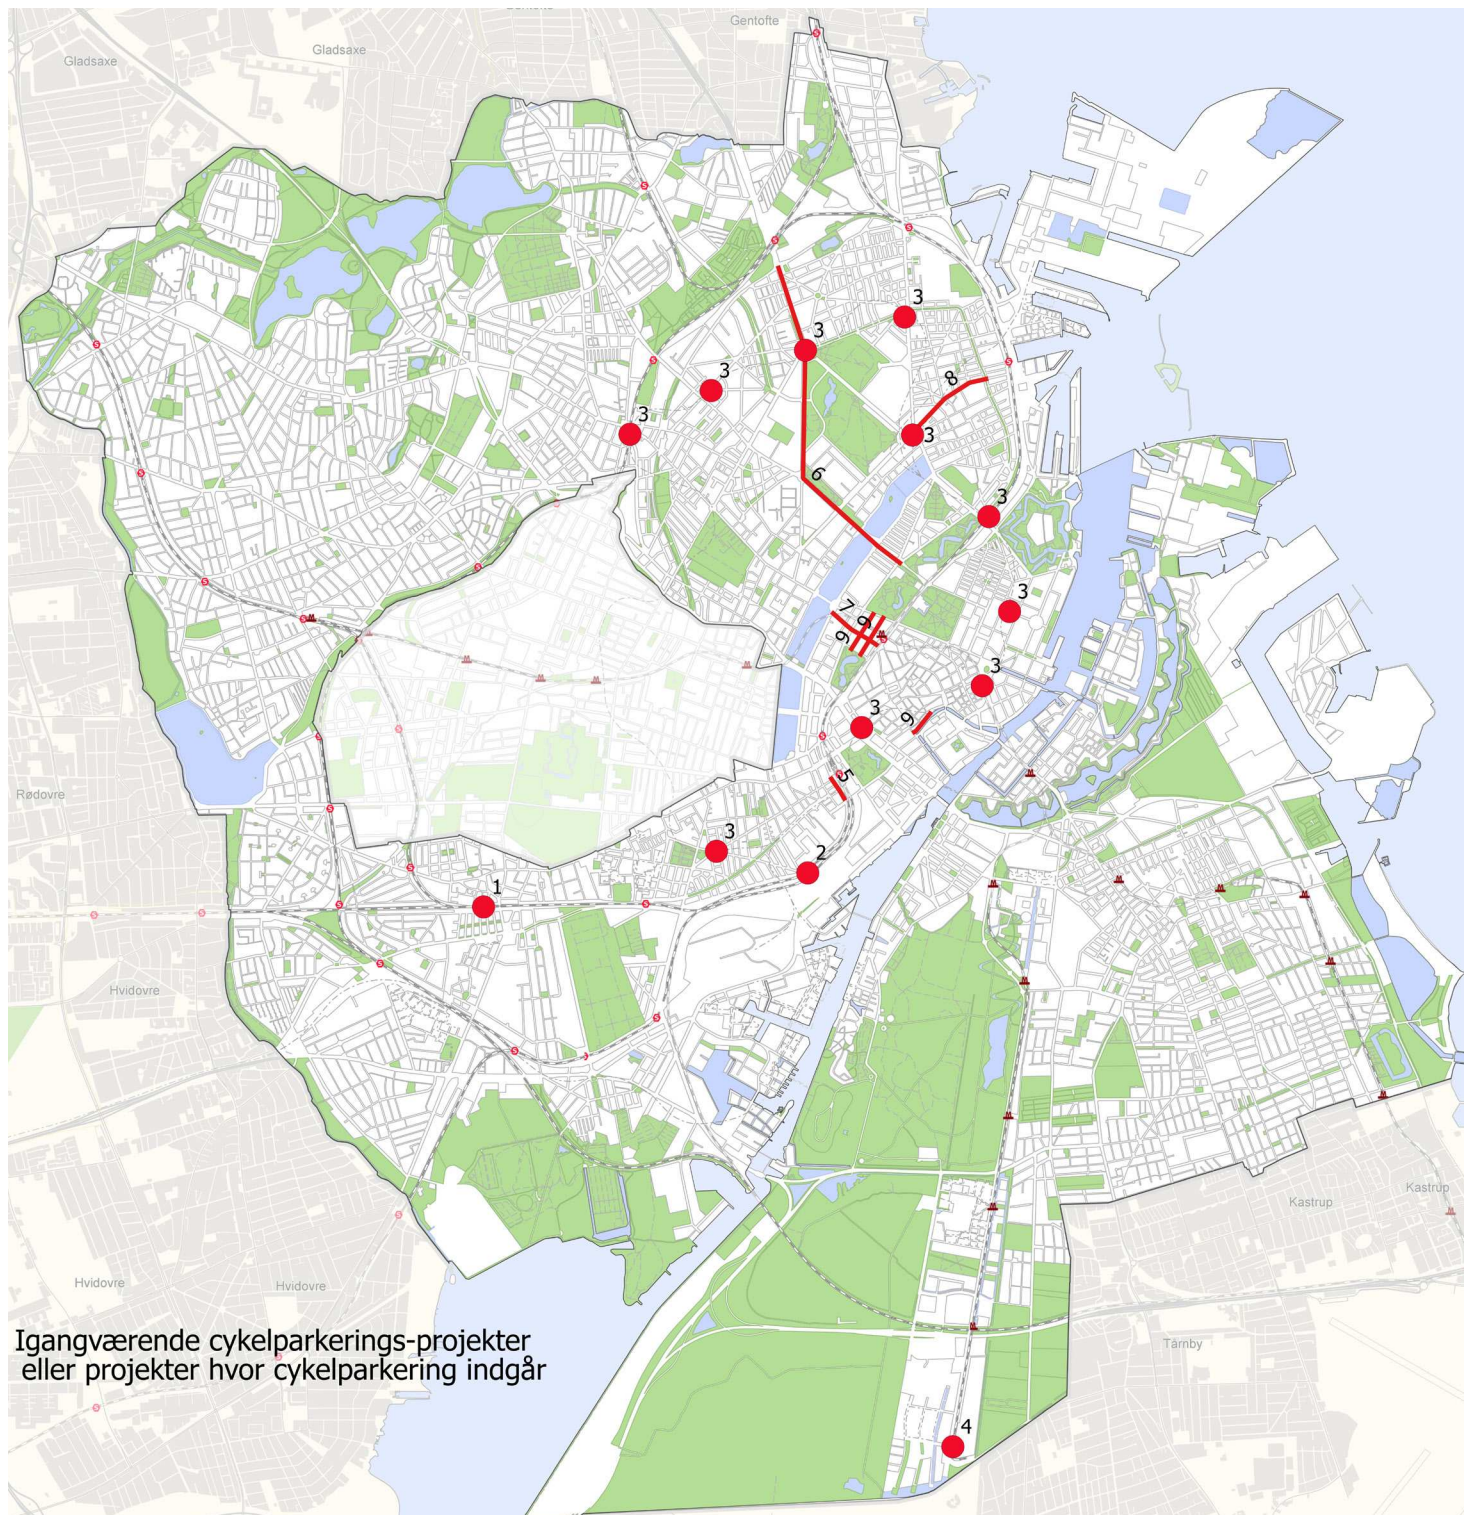 Gentofte
Gentofte
Gladsaxe
Gladsaxe
3
3
3
8
3
3
6
3
3
7
9
9
3
3
9
5
3
2
1
Rødovre
Hvidovre
Kastrup
Kastrup
Hvidovre
Hvidovre
Tårnby
Igangværende cykelparkerings-projekter
eller projekter hvor cykelparkering indgår
4